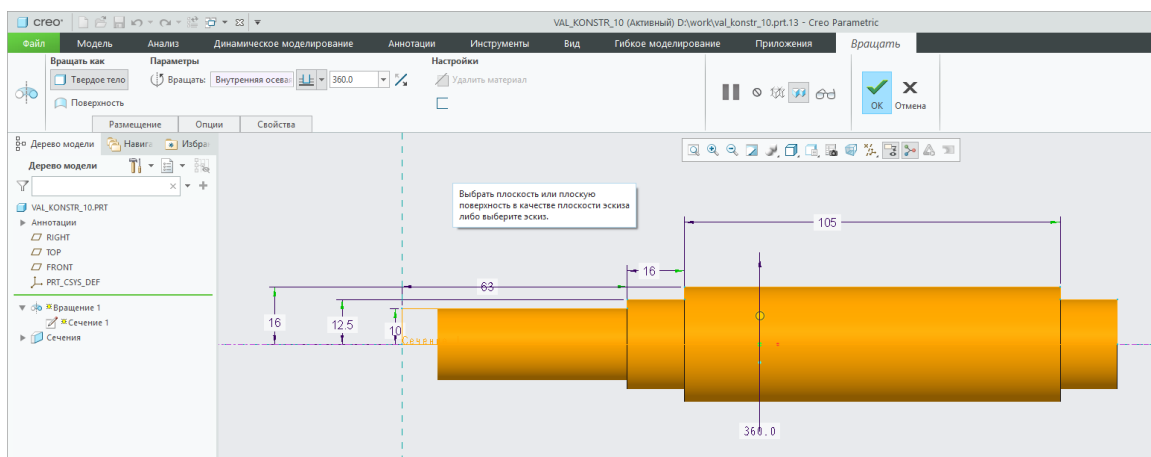 creo·
VAL_KONSTR_10 (Активный) D:\work\val_konstr_10.prt.13 - Creo Parametric
Файл Модель Анализ Динамическое моделирование Аннотации Инструменты Вид Гибкое моделирование Приложения Вращать
Вращать как Параметры Настройки
Твердое тело Вращать: Внутренняя осева 360.0 Удалить материал
Поверхность
OK Отмена
Размещение Опции Свойства
Дерево модели Навига Избра
Дерево модели
VAL_KONSTR_10.PRT
Аннотации
RIGHT
TOP
FRONT
PRT_CSYS_DEF
Вращение 1
Сечение 1
Сечения
Выбрать плоскость или плоскую
поверхность в качестве плоскости эскиза
либо выберите эскиз.
105
16
63
16
12.5
10
Сечен
360.0